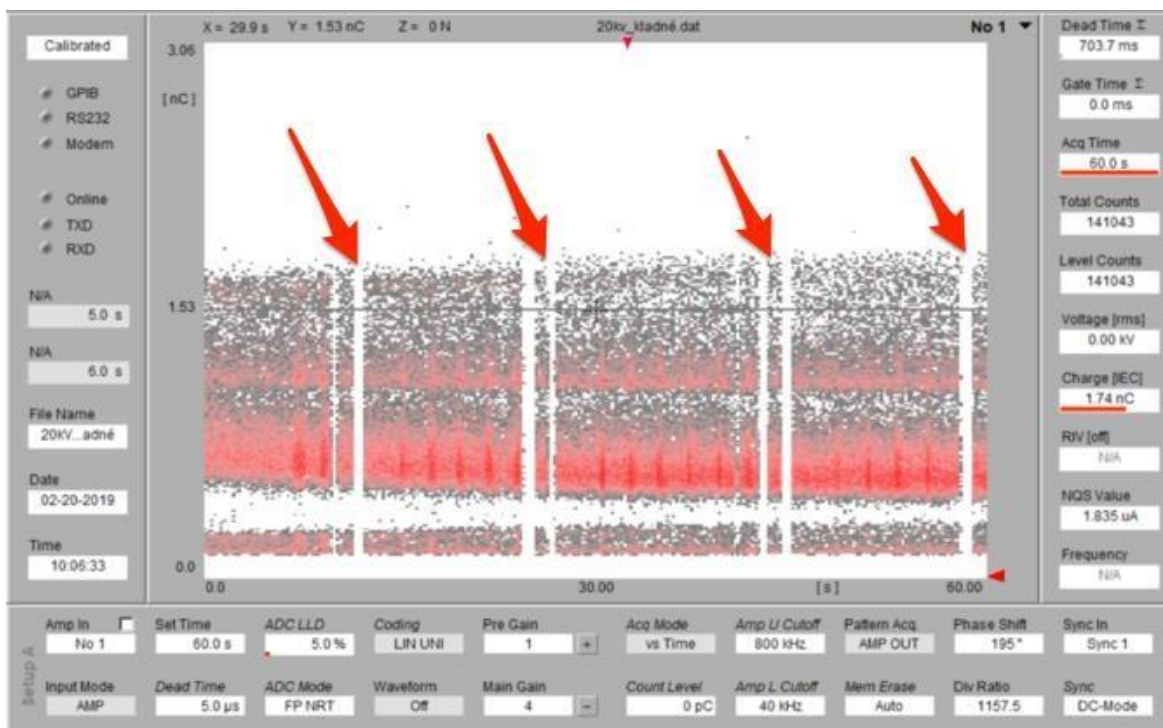 X = 29.9 s Y = 1.53 nC Z = 0 N 20kv_kladné.dat No 1
Calibrated
GPIB
RS232
Modem
Online
TXD
RXD
N/A
5.0 s
N/A
6.0 s
File Name
20kV...adné
Date
02-20-2019
Time
10:06:33
3.06
[nC]
1.53
0.0
0.0 30.00 [s] 60.00
Dead Time Σ
703.7 ms
Gate Time Σ
0.0 ms
Acq Time
60.0 s
Total Counts
141043
Level Counts
141043
Voltage [rms]
0.00 kV
Charge [IEC]
1.74 nC
RIV [off]
N/A
NQS Value
1.835 uA
Frequency
N/A
Setup A
Amp In Set Time ADC LLD Coding Pre Gain Acq Mode Amp U Cutoff Pattern Acq. Phase Shift Sync In
No 1 60.0 s 5.0 % LIN UNI 1 + vs Time 800 kHz AMP OUT 195° Sync 1
Input Mode Dead Time ADC Mode Waveform Main Gain Count Level Amp L Cutoff Mem Erase Div Ratio Sync
AMP 5.0 µs FP NRT Off 4 - 0 pC 40 kHz Auto 1157.5 DC-Mode